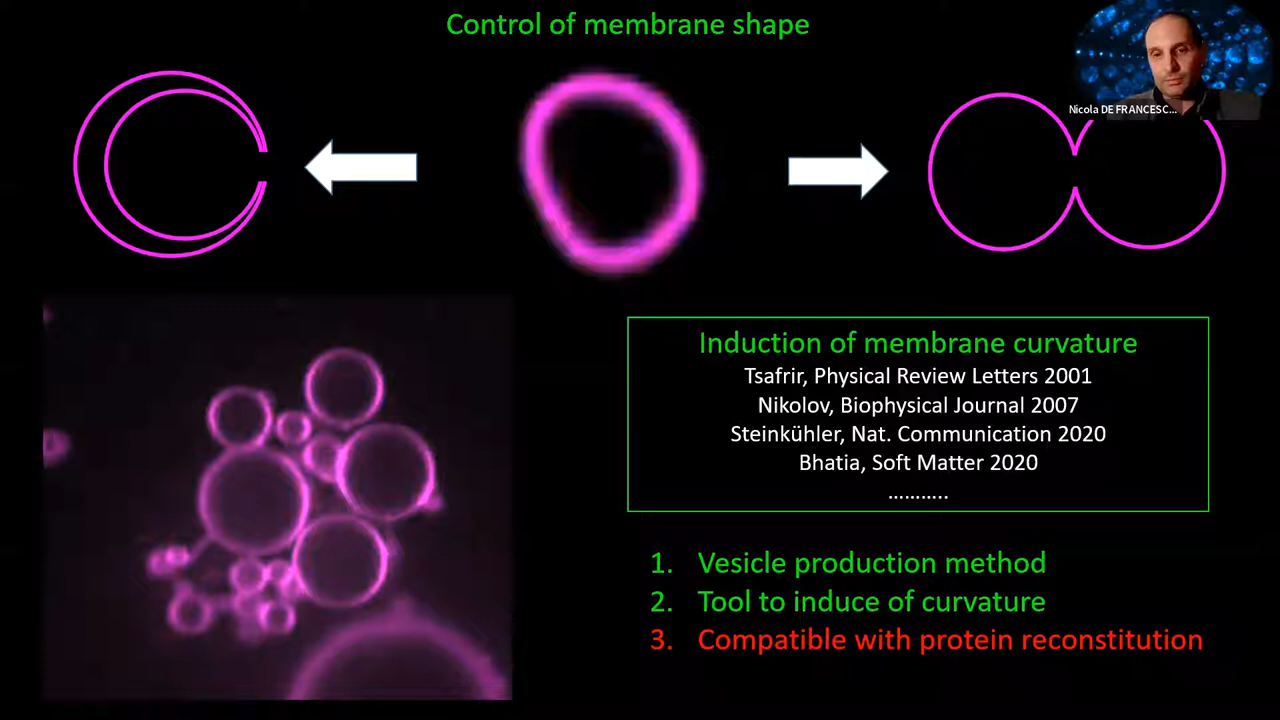 Control of membrane shape
Nicola DE FRANCESC...
Induction of membrane curvature
Tsafrir, Physical Review Letters 2001
Nikolov, Biophysical Journal 2007
Steinkühler, Nat. Communication 2020
Bhatia, Soft Matter 2020
………..
1. Vesicle production method
2. Tool to induce of curvature
3. Compatible with protein reconstitution